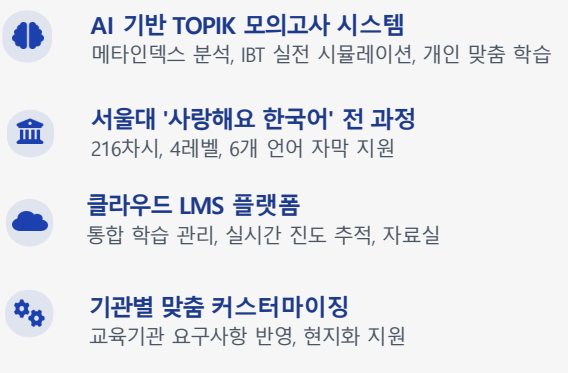 AI 기반 TOPIK 모의고사 시스템
메타인덱스 분석, IBT 실전 시뮬레이션, 개인 맞춤 학습
서울대 '사랑해요 한국어' 전 과정
216차시, 4레벨, 6개 언어 자막 지원
클라우드 LMS 플랫폼
통합 학습 관리, 실시간 진도 추적, 자료실
기관별 맞춤 커스터마이징
교육기관 요구사항 반영, 현지화 지원